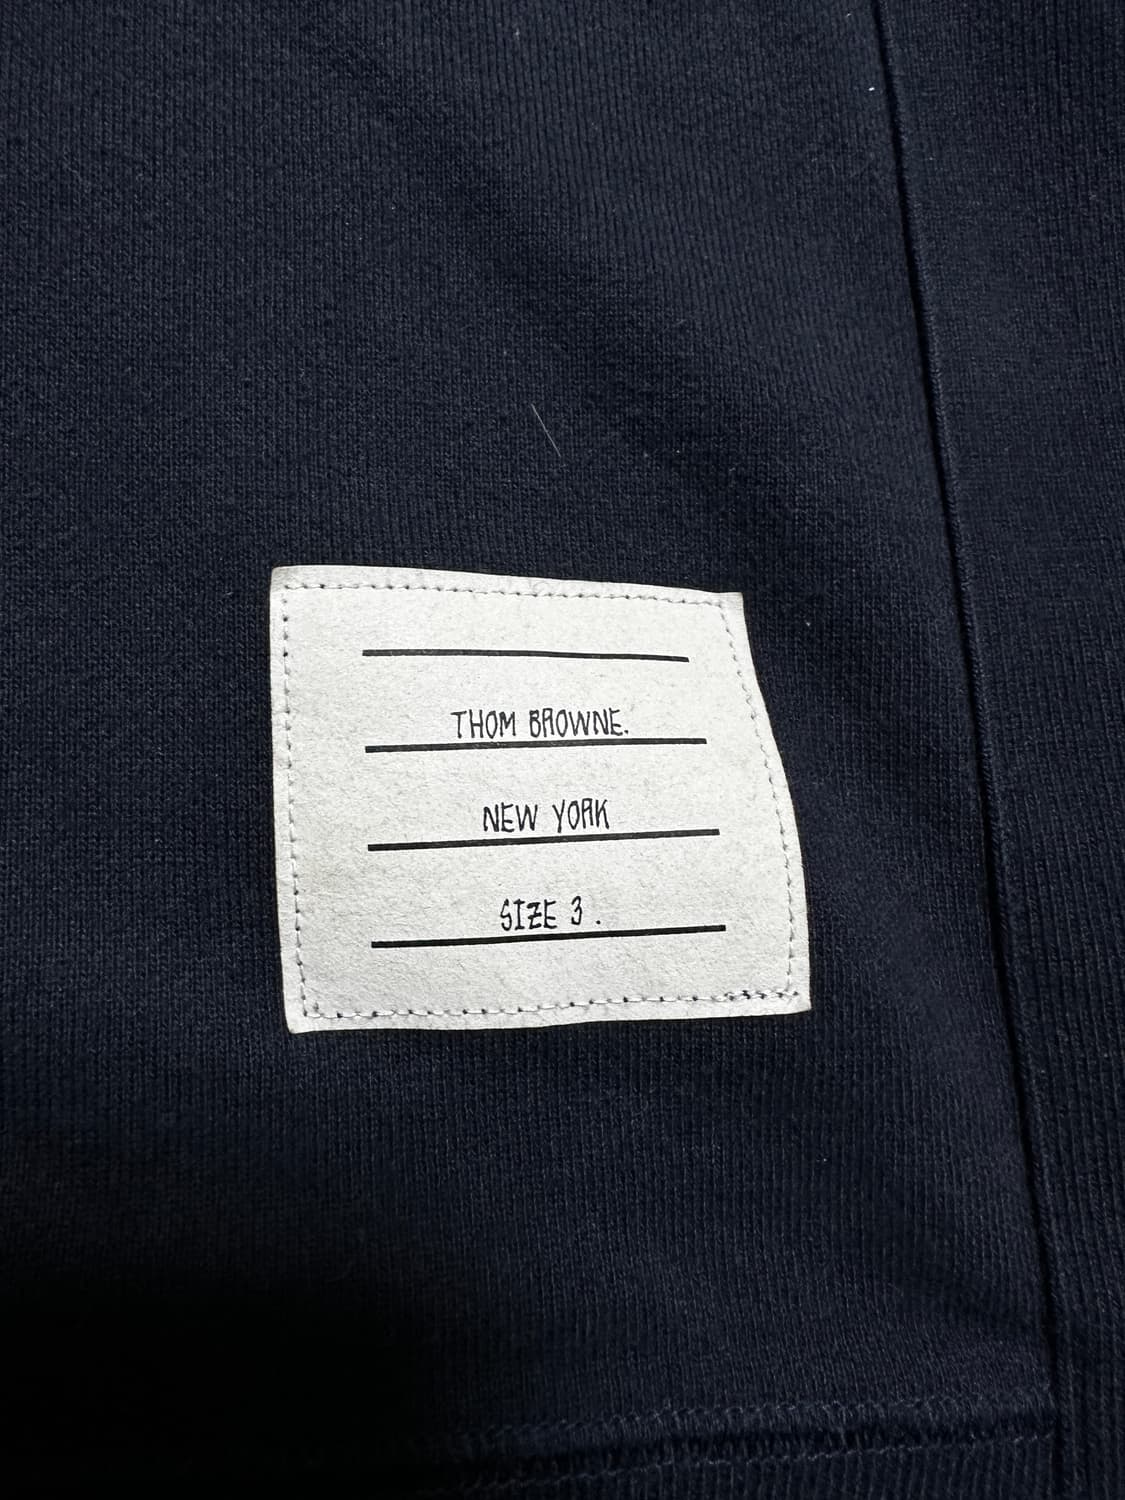 THOM BROWNE.
NEW YORK
SIZE 3 .